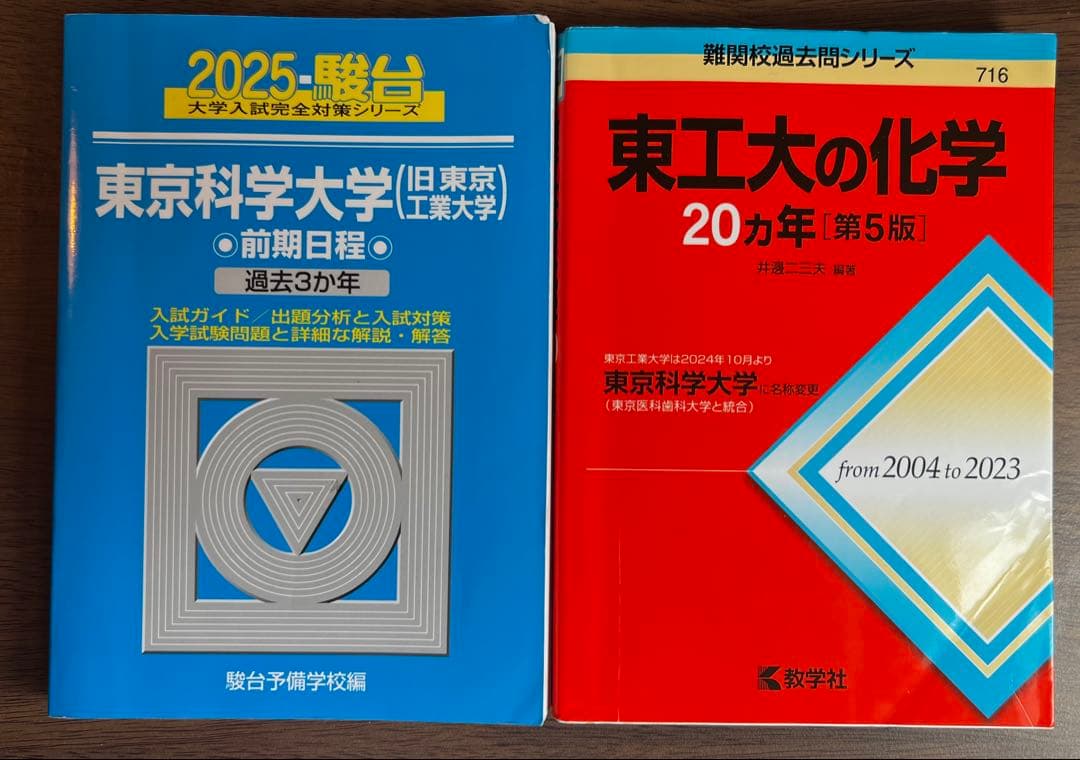 2025-駿台
大学入試完全対策シリーズ
東京科学大学(旧東京工業大学)
前期日程
過去3か年
入試ガイド/出題分析と入試対策
入学試験問題と詳細な解説・解答
駿台予備学校編
難関校過去問シリーズ
716
東工大の化学
20カ年[第5版]
井邊二三夫 編著
東京工業大学は2024年10月より
東京科学大学に名称変更
(東京医科歯科大学と統合)
from 2004 to 2023
教学社